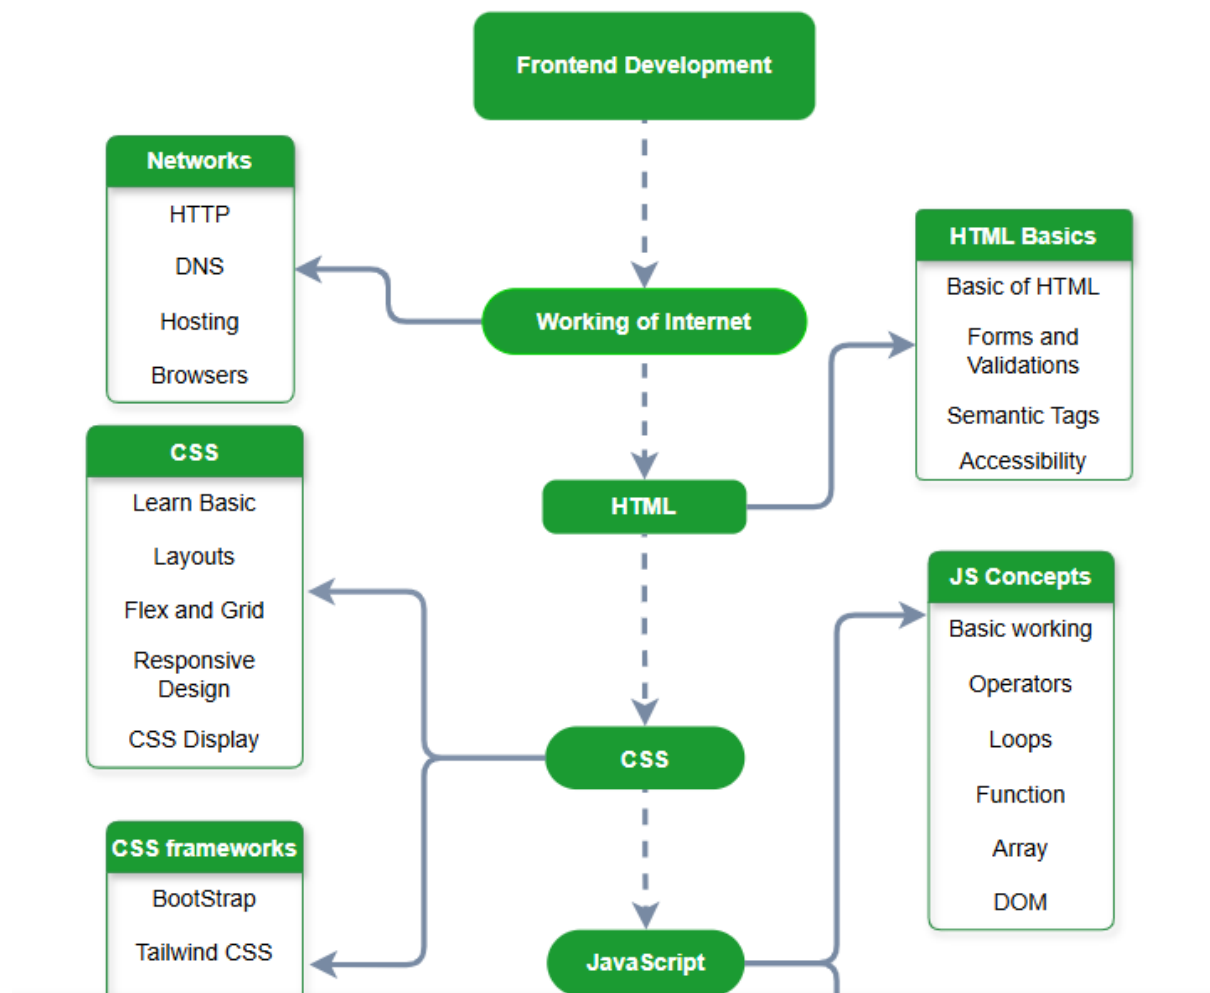 Frontend Development
Networks
HTTP
DNS
Hosting
Browsers
Working of Internet
HTML Basics
Basic of HTML
Forms and
Validations
Semantic Tags
Accessibility
HTML
CSS
Learn Basic
Layouts
Flex and Grid
Responsive
Design
CSS Display
JS Concepts
Basic working
Operators
Loops
Function
Array
DOM
CSS
CSS frameworks
BootStrap
Tailwind CSS
JavaScript